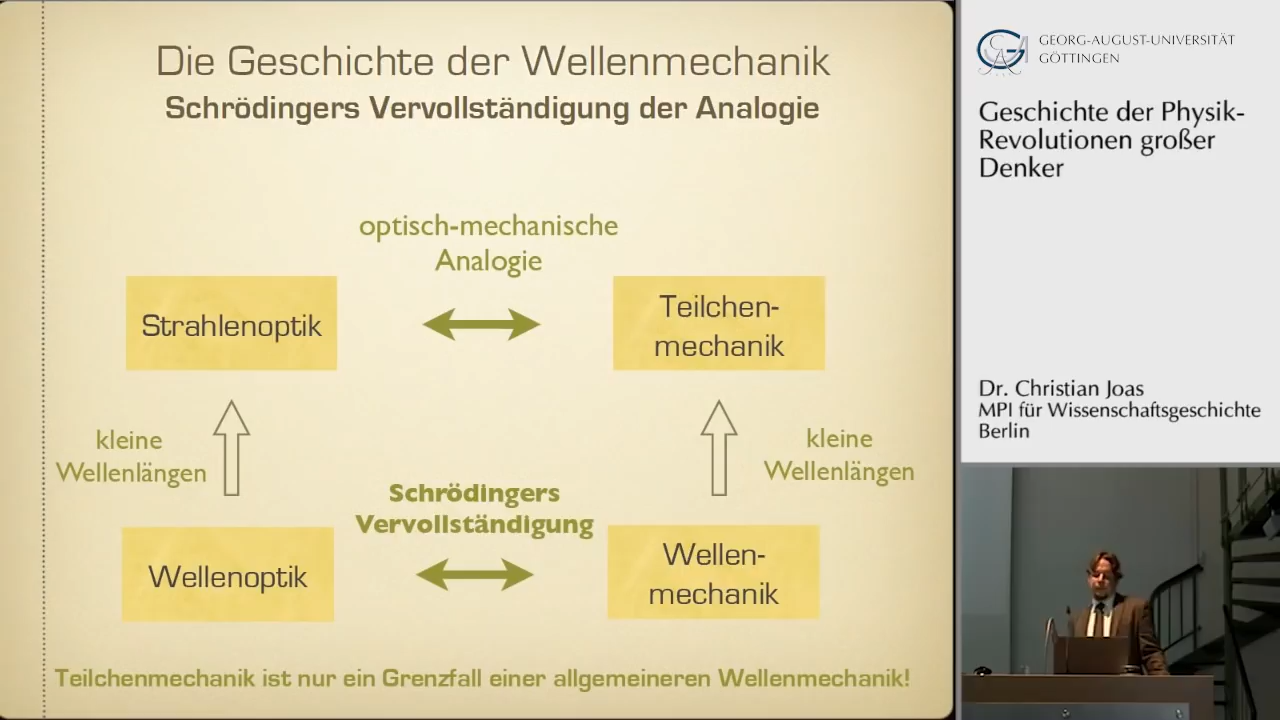 Die Geschichte der Wellenmechanik
Schrödingers Vervollständigung der Analogie
optisch-mechanische
Analogie
Strahlenoptik
Teilchen-
mechanik
kleine
Wellenlängen
kleine
Wellenlängen
Schrödingers
Vervollständigung
Wellenoptik
Wellen-
mechanik
Teilchenmechanik ist nur ein Grenzfall einer allgemeineren Wellenmechanik!
GEORG-AUGUST-UNIVERSITÄT
GÖTTINGEN
Geschichte der Physik-
Revolutionen großer
Denker
Dr. Christian Joas
MPI für Wissenschaftsgeschichte
Berlin